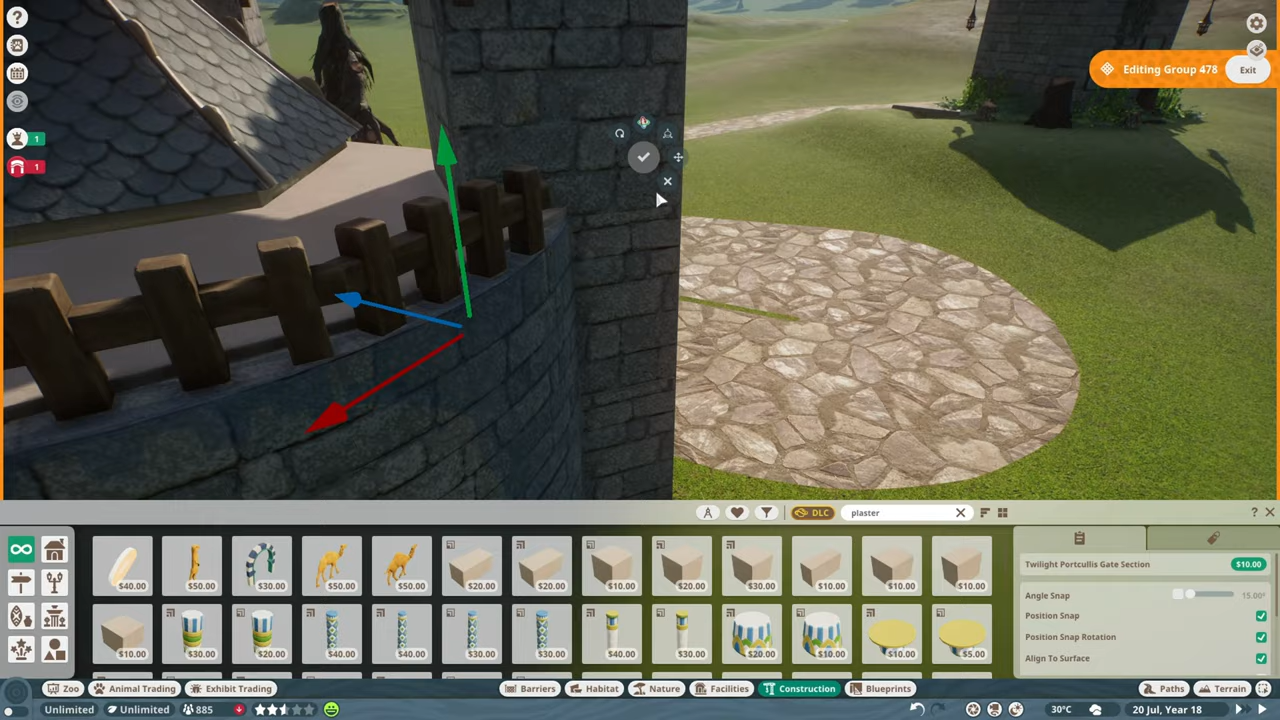 Editing Group 478
Exit
1
1
DLC
plaster
$40.00 $50.00 $30.00 $50.00 $50.00 $20.00 $20.00 $10.00 $20.00 $30.00 $10.00 $10.00 $10.00
$10.00 $30.00 $20.00 $40.00 $40.00 $30.00 $30.00 $40.00 $30.00 $20.00 $10.00 $10.00 $5.00
Twilight Portcullis Gate Section $10.00
Angle Snap 15.00°
Position Snap
Position Snap Rotation
Align To Surface
Zoo Animal Trading Exhibit Trading Barriers Habitat Nature Facilities Construction Blueprints Paths Terrain
Unlimited Unlimited 885 30°C 20 Jul, Year 18